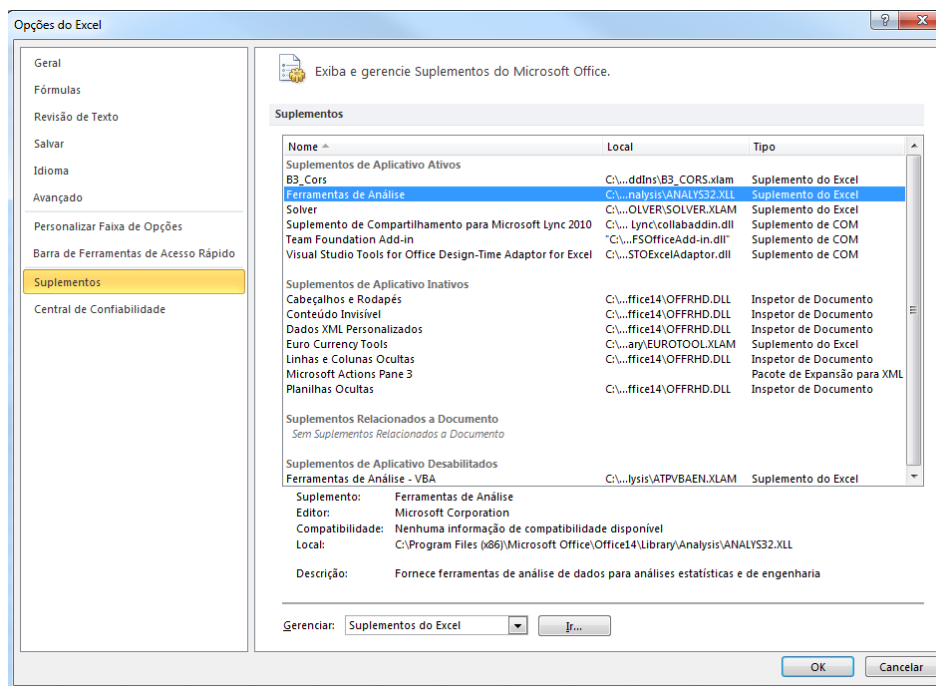 Opções do Excel
Geral
Fórmulas
Revisão de Texto
Salvar
Idioma
Avançado
Personalizar Faixa de Opções
Barra de Ferramentas de Acesso Rápido
Suplementos
Central de Confiabilidade
Exiba e gerencie Suplementos do Microsoft Office.
Suplementos
Nome Local Tipo
Suplementos de Aplicativo Ativos
B3_Cors C:\...ddIns\B3_CORS.xlam Suplemento do Excel
Ferramentas de Análise C:\...nalysis\ANALYS32.XLL Suplemento do Excel
Solver C:\...OLVER\SOLVER.XLAM Suplemento do Excel
Suplemento de Compartilhamento para Microsoft Lync 2010 C:\... Lync\collabaddin.dll Suplemento de COM
Team Foundation Add-in "C:\...FSOfficeAdd-in.dll" Suplemento de COM
Visual Studio Tools for Office Design-Time Adaptor for Excel C:\...STOExcelAdaptor.dll Suplemento de COM
Suplementos de Aplicativo Inativos
Cabeçalhos e Rodapés C:\...ffice14\OFFRHD.DLL Inspetor de Documento
Conteúdo Invisível C:\...ffice14\OFFRHD.DLL Inspetor de Documento
Dados XML Personalizados C:\...ffice14\OFFRHD.DLL Inspetor de Documento
Euro Currency Tools C:\...ary\EUROTOOL.XLAM Suplemento do Excel
Linhas e Colunas Ocultas C:\...ffice14\OFFRHD.DLL Inspetor de Documento
Microsoft Actions Pane 3 Pacote de Expansão para XML
Planilhas Ocultas C:\...ffice14\OFFRHD.DLL Inspetor de Documento
Suplementos Relacionados a Documento
Sem Suplementos Relacionados a Documento
Suplementos de Aplicativo Desabilitados
Ferramentas de Análise - VBA C:\...lysis\ATPVBAEN.XLAM Suplemento do Excel
Suplemento: Ferramentas de Análise
Editor: Microsoft Corporation
Compatibilidade: Nenhuma informação de compatibilidade disponível
Local: C:\Program Files (x86)\Microsoft Office\Office14\Library\Analysis\ANALYS32.XLL
Descrição: Fornece ferramentas de análise de dados para análises estatísticas e de engenharia
Gerenciar: Suplementos do Excel Ir...
OK Cancelar